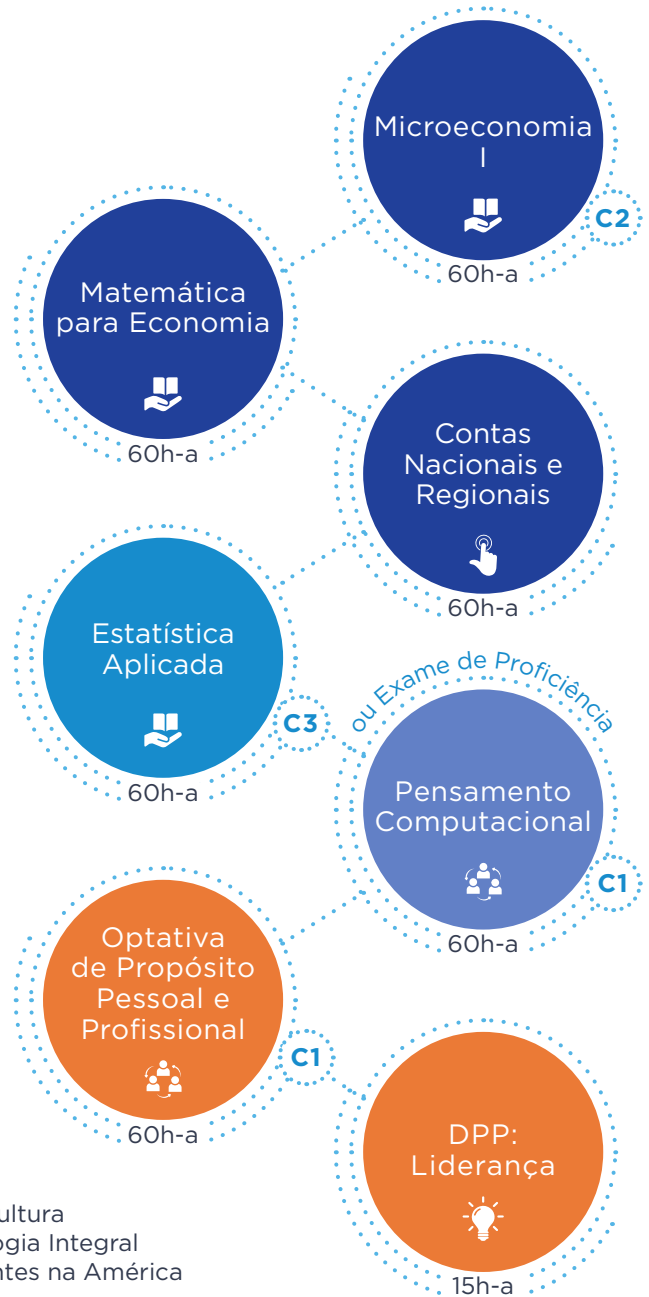 Microeconomia
I
C2
60h-a
Matemática
para Economia
60h-a
Contas
Nacionais e
Regionais
60h-a
Estatística
Aplicada
C3
60h-a
ou Exame de Proficiência
Pensamento
Computacional
C1
60h-a
Optativa
de Propósito
Pessoal e
Profissional
C1
60h-a
DPP:
Liderança
15h-a
ultura
ogia Integral
ntes na América